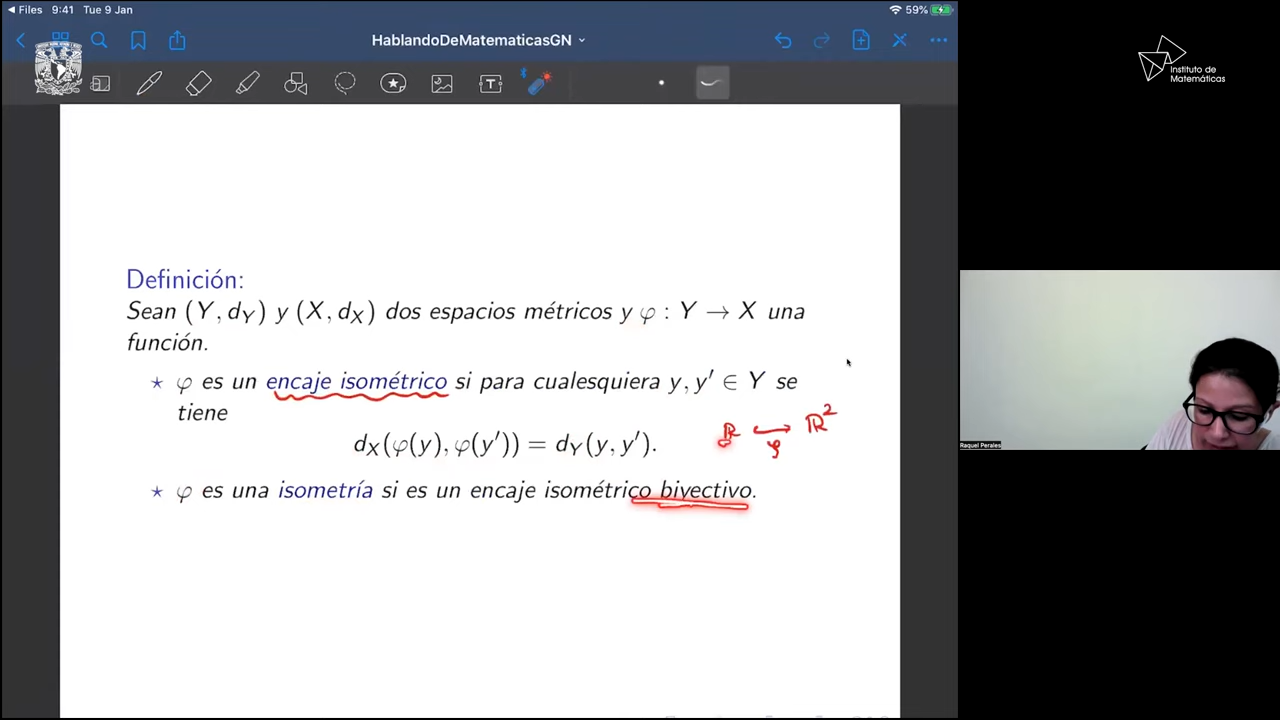 Files 9:41 Tue 9 Jan 59%
HablandoDeMatematicasGN
T
Instituto de
Matemáticas
Definición:
Sean (Y, d_Y) y (X, d_X) dos espacios métricos y φ : Y → X una
función.
⋆ φ es un encaje isométrico si para cualesquiera y, y′ ∈ Y se
tiene
d_X(φ(y), φ(y′)) = d_Y(y, y′).
ℝ ↪ ℝ²
φ
⋆ φ es una isometría si es un encaje isométrico biyectivo.
Raquel Perales